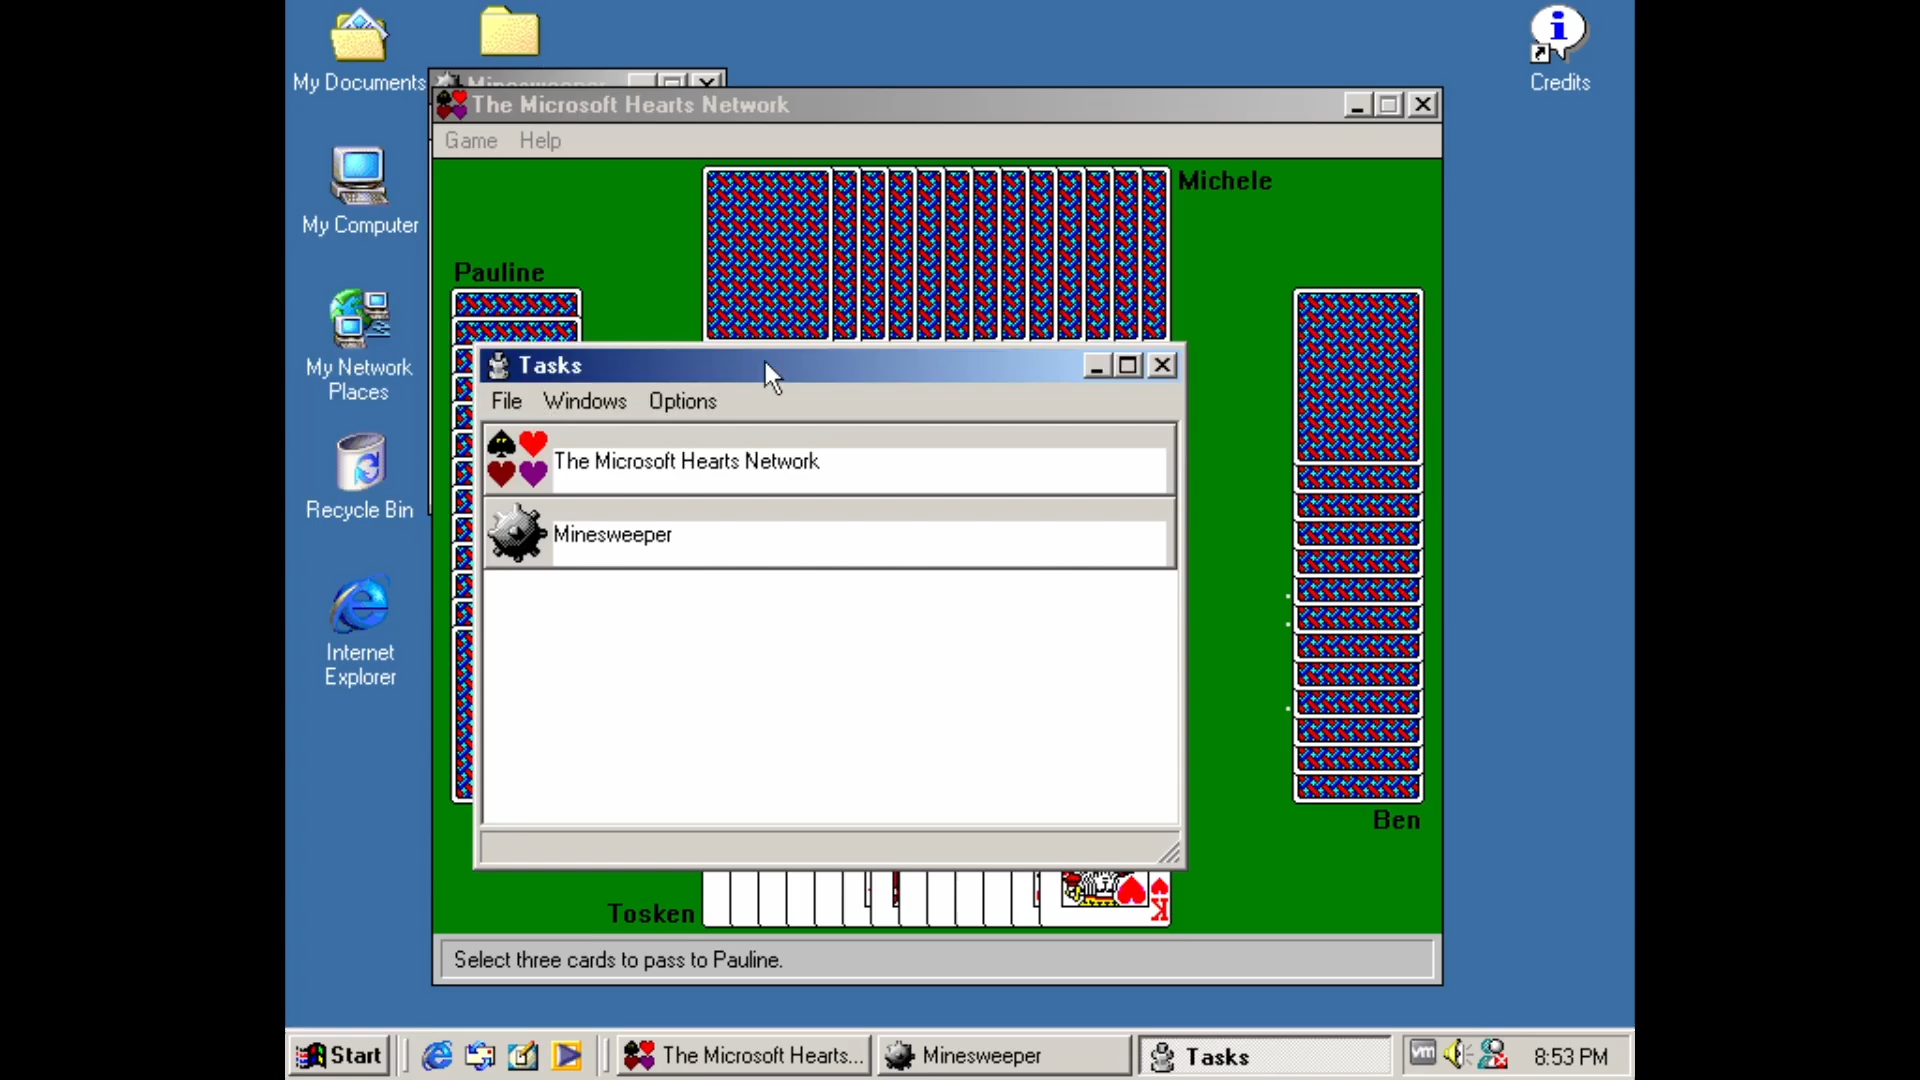 My Documents
Credits
Minesweeper
The Microsoft Hearts Network
Game Help
Michele
My Computer
Pauline
My Network
Places
Tasks
File Windows Options
The Microsoft Hearts Network
Recycle Bin
Minesweeper
Internet
Explorer
Ben
Tosken
K
Select three cards to pass to Pauline.
Start
The Microsoft Hearts...
Minesweeper
Tasks
vm
8:53 PM